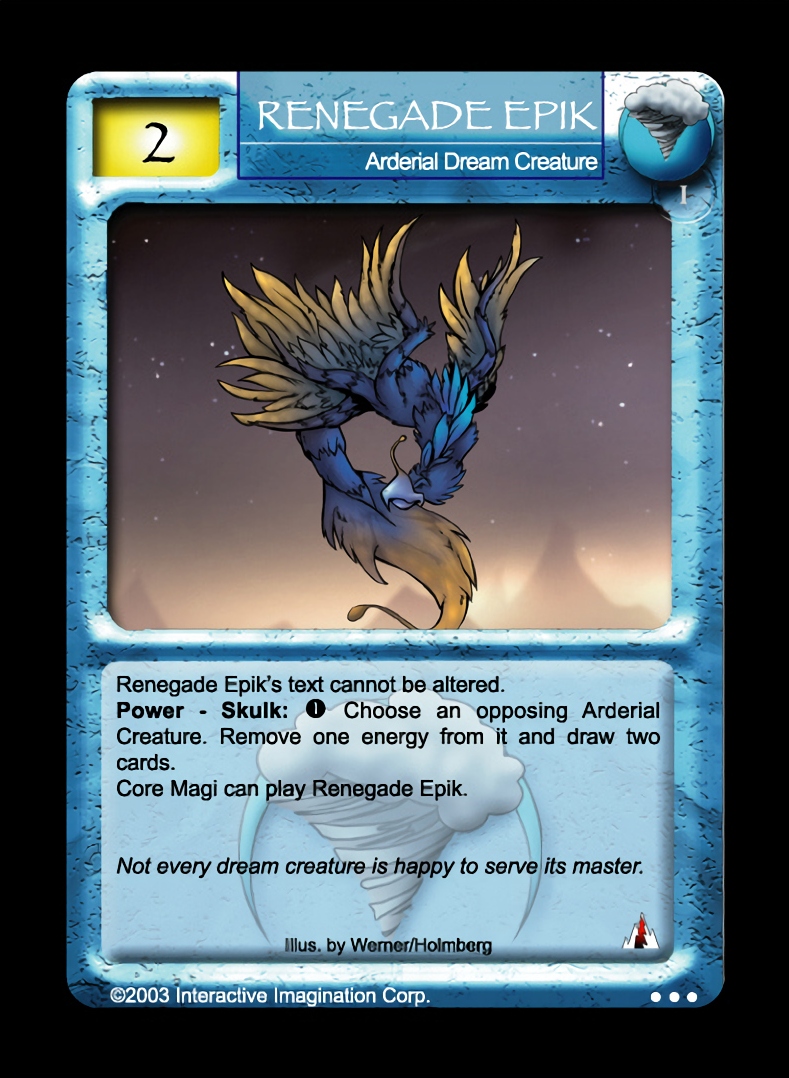 2
RENEGADE EPIK
Arderial Dream Creature
I
Renegade Epik's text cannot be altered.
Power - Skulk: ❶ Choose an opposing Arderial
Creature. Remove one energy from it and draw two
cards.
Core Magi can play Renegade Epik.
Not every dream creature is happy to serve its master.
Illus. by Werner/Holmberg
©2003 Interactive Imagination Corp.